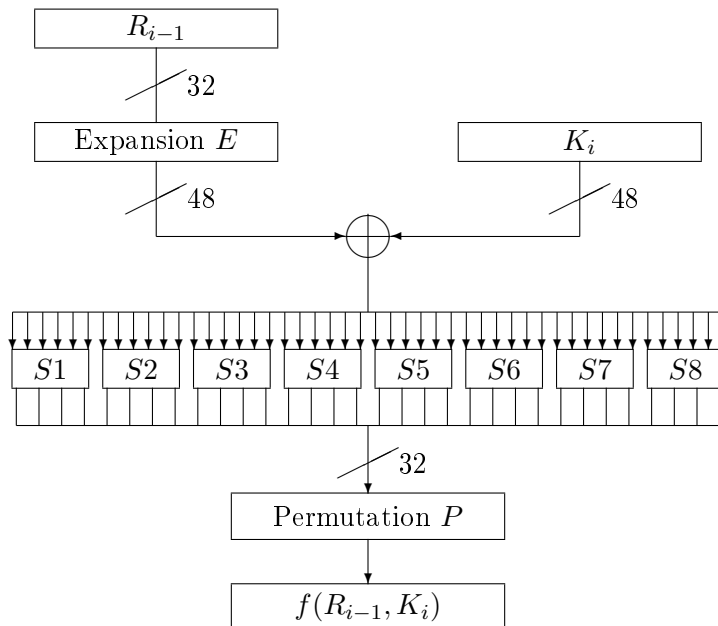 R_{i−1}
32
Expansion E
K_i
48
48
S1 S2 S3 S4 S5 S6 S7 S8
32
Permutation P
f(R_{i−1}, K_i)